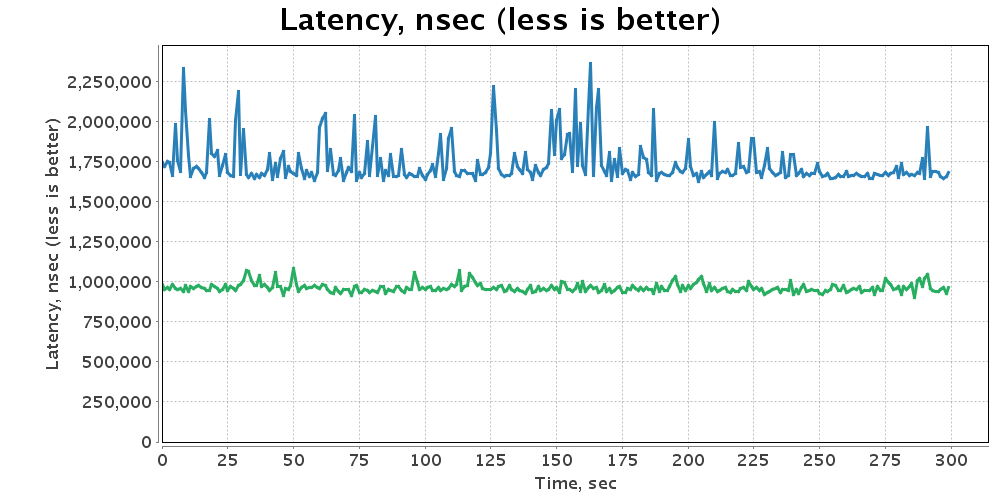 Latency, nsec (less is better)
Latency, nsec (less is better)
2,250,000
2,000,000
1,750,000
1,500,000
1,250,000
1,000,000
750,000
500,000
250,000
0
0 25 50 75 100 125 150 175 200 225 250 275 300
Time, sec